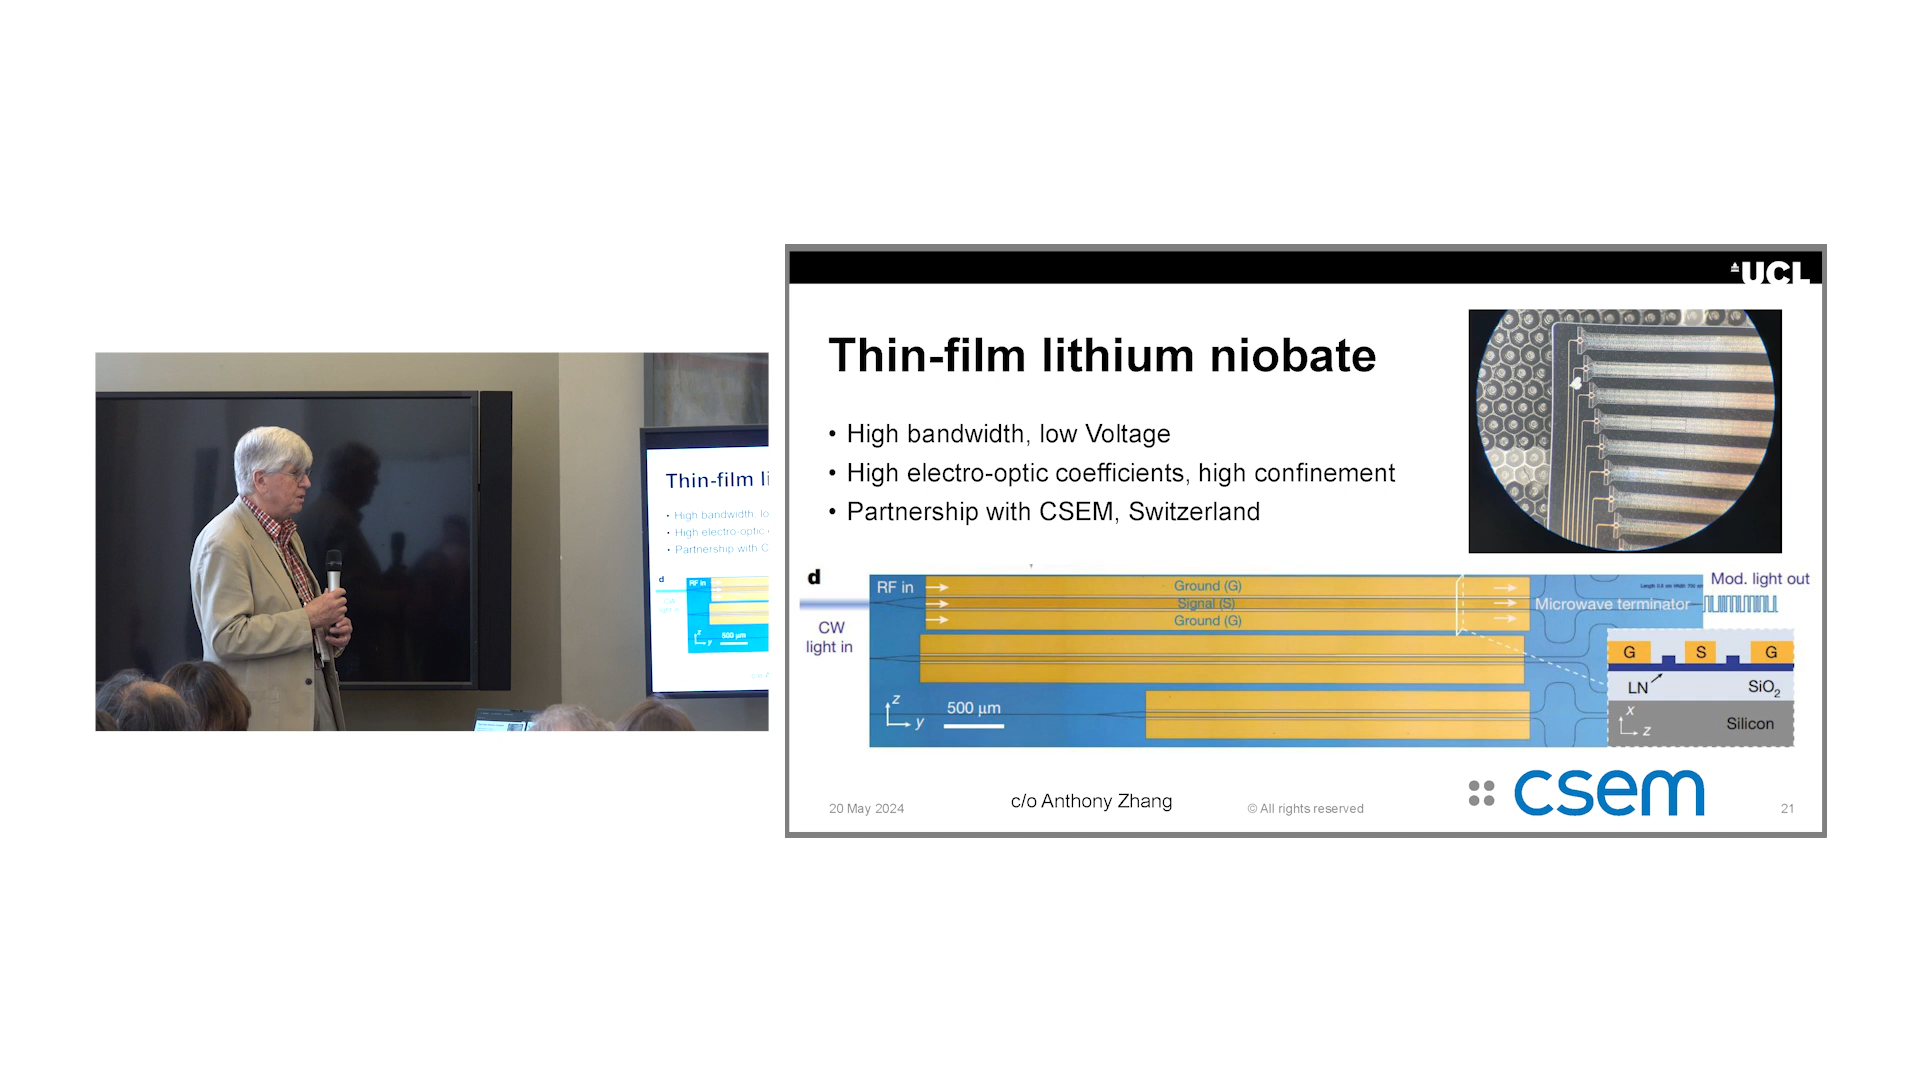 Thin-film li
• High bandwidth, lo
• High electro-optic
• Partnership with C
d
RF in
CW
light in
z
y
500 μm
UCL
Thin-film lithium niobate
• High bandwidth, low Voltage
• High electro-optic coefficients, high confinement
• Partnership with CSEM, Switzerland
d
RF in
Ground (G)
Signal (S)
Ground (G)
Microwave terminator
Mod. light out
CW
light in
z
y
500 μm
G
S
G
LN
SiO2
x
z
Silicon
20 May 2024
c/o Anthony Zhang
© All rights reserved
csem
21